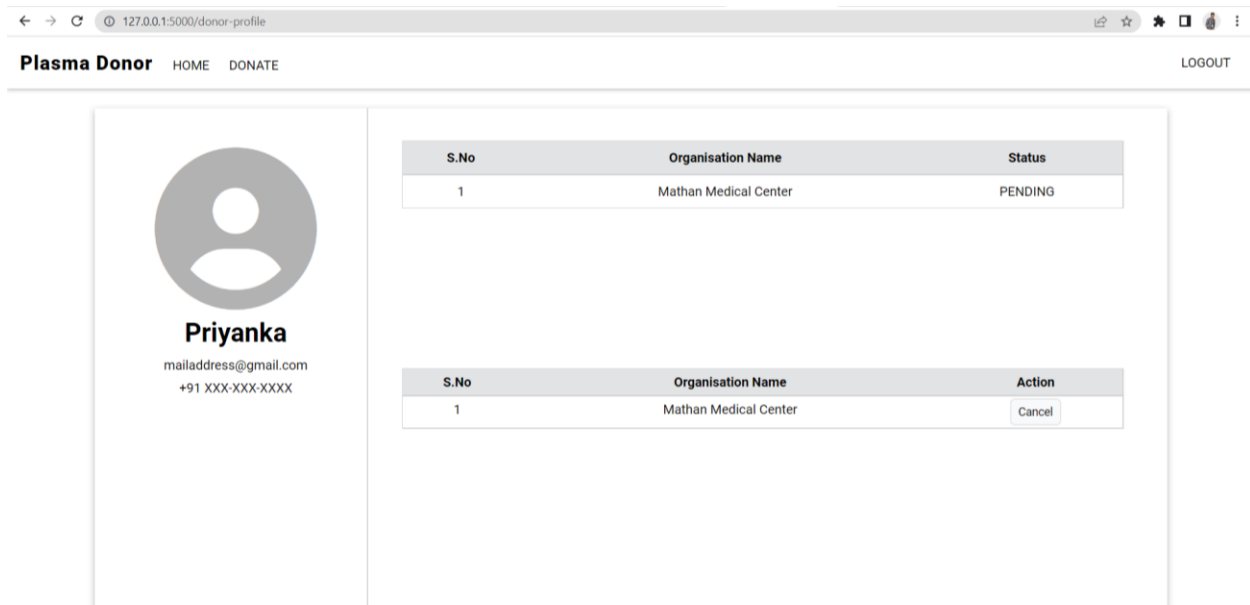 127.0.0.1:5000/donor-profile
Plasma Donor HOME DONATE LOGOUT
Priyanka
mailaddress@gmail.com
+91 XXX-XXX-XXXX
S.No Organisation Name Status
1 Mathan Medical Center PENDING
S.No Organisation Name Action
1 Mathan Medical Center Cancel